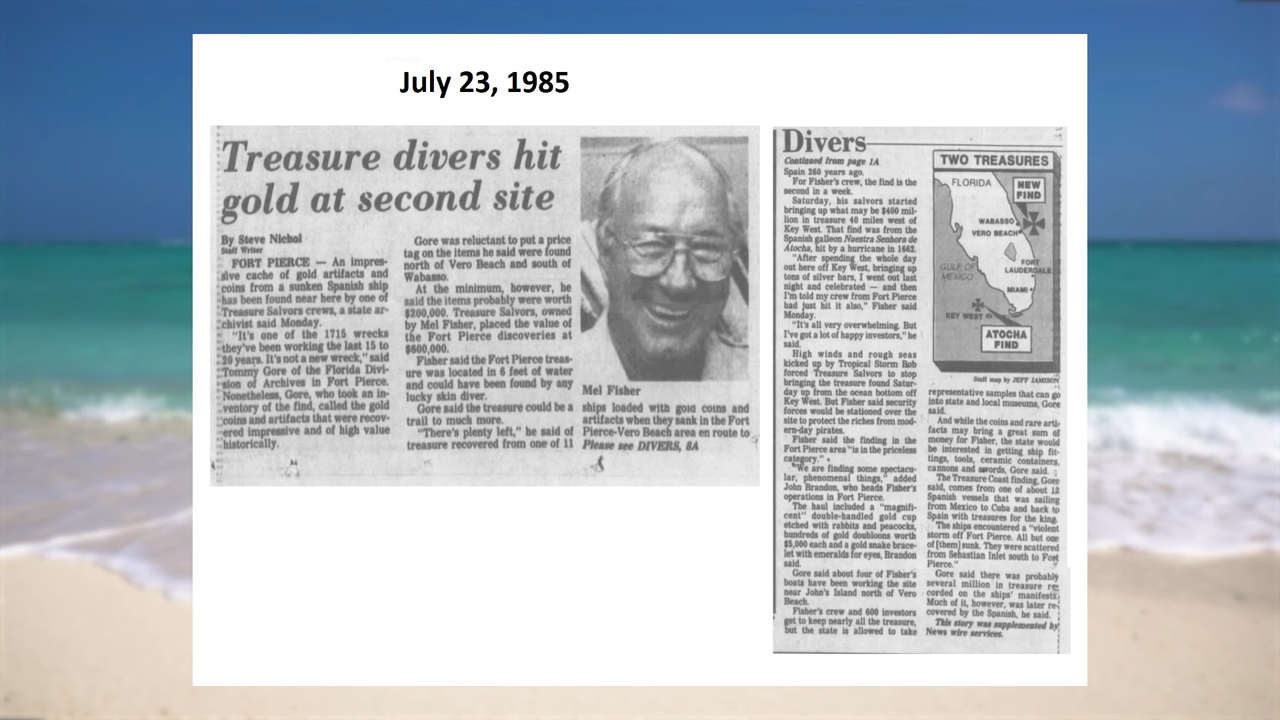 July 23, 1985
Treasure divers hit
gold at second site
By Steve Nichol
Staff Writer
FORT PIERCE — An impres-
sive cache of gold artifacts and
coins from a sunken Spanish ship
has been found near here by one of
Treasure Salvors crews, a state ar-
chivist said Monday.
"It's one of the 1715 wrecks
they've been working the last 15 to
20 years. It's not a new wreck," said
Tommy Gore of the Florida Divi-
sion of Archives in Fort Pierce.
Nonetheless, Gore, who took an in-
ventory of the find, called the gold
coins and artifacts that were recov-
ered impressive and of high value
historically.
Gore was reluctant to put a price
tag on the items he said were found
north of Vero Beach and south of
Wabasso.
At the minimum, however, he
said the items probably were worth
$200,000. Treasure Salvors, owned
by Mel Fisher, placed the value of
the Fort Pierce discoveries at
$600,000.
Fisher said the Fort Pierce treas-
ure was located in 6 feet of water
and could have been found by any
lucky skin diver.
Gore said the treasure could be a
trail to much more.
"There's plenty left," he said of
treasure recovered from one of 11
Mel Fisher
ships loaded with gold coins and
artifacts when they sank in the Fort
Pierce-Vero Beach area en route to
Please see DIVERS, 8A
Divers
Continued from page 1A
Spain 260 years ago.
For Fisher's crew, the find is the
second in a week.
Saturday, his salvors started
bringing up what may be $400 mil-
lion in treasure 40 miles west of
Key West. That find was from the
Spanish galleon Nuestra Senhora de
Atocha, hit by a hurricane in 1662.
"After spending the whole day
out here off Key West, bringing up
tons of silver bars, I went out last
night and celebrated — and then
I'm told my crew from Fort Pierce
had just hit it also," Fisher said
Monday.
"It's all very overwhelming. But
I've got a lot of happy investors," he
said.
High winds and rough seas
kicked up by Tropical Storm Bob
forced Treasure Salvors to stop
bringing the treasure found Satur-
day up from the ocean bottom off
Key West. But Fisher said security
forces would be stationed over the
site to protect the riches from mod-
ern-day pirates.
Fisher said the finding in the
Fort Pierce area "is in the priceless
category."
"We are finding some spectacu-
lar, phenomenal things," added
John Brandon, who heads Fisher's
operations in Fort Pierce.
The haul included a "magnifi-
cent" double-handled gold cup
etched with rabbits and peacocks,
hundreds of gold doubloons worth
$5,000 each and a gold snake brace-
let with emeralds for eyes, Brandon
said.
Gore said about four of Fisher's
boats have been working the site
near John's Island north of Vero
Beach.
Fisher's crew and 600 investors
get to keep nearly all the treasure,
but the state is allowed to take
TWO TREASURES
FLORIDA
NEW
FIND
WABASSO
VERO BEACH
GULF OF
MEXICO
FORT
LAUDERDALE
MIAMI
KEY WEST
ATOCHA
FIND
Staff map by JEFF JAMISON
representative samples that can go
into state and local museums, Gore
said.
And while the coins and rare arti-
facts may bring a great sum of
money for Fisher, the state would
be interested in getting ship fit-
tings, tools, ceramic containers,
cannons and swords, Gore said.
The Treasure Coast finding, Gore
said, comes from one of about 12
Spanish vessels that was sailing
from Mexico to Cuba and back to
Spain with treasures for the king.
The ships encountered a "violent
storm off Fort Pierce. All but one
of [them] sunk. They were scattered
from Sebastian Inlet south to Fort
Pierce."
Gore said there was probably
several million in treasure re-
corded on the ships' manifests.
Much of it, however, was later re-
covered by the Spanish, he said.
This story was supplemented by
News wire services.